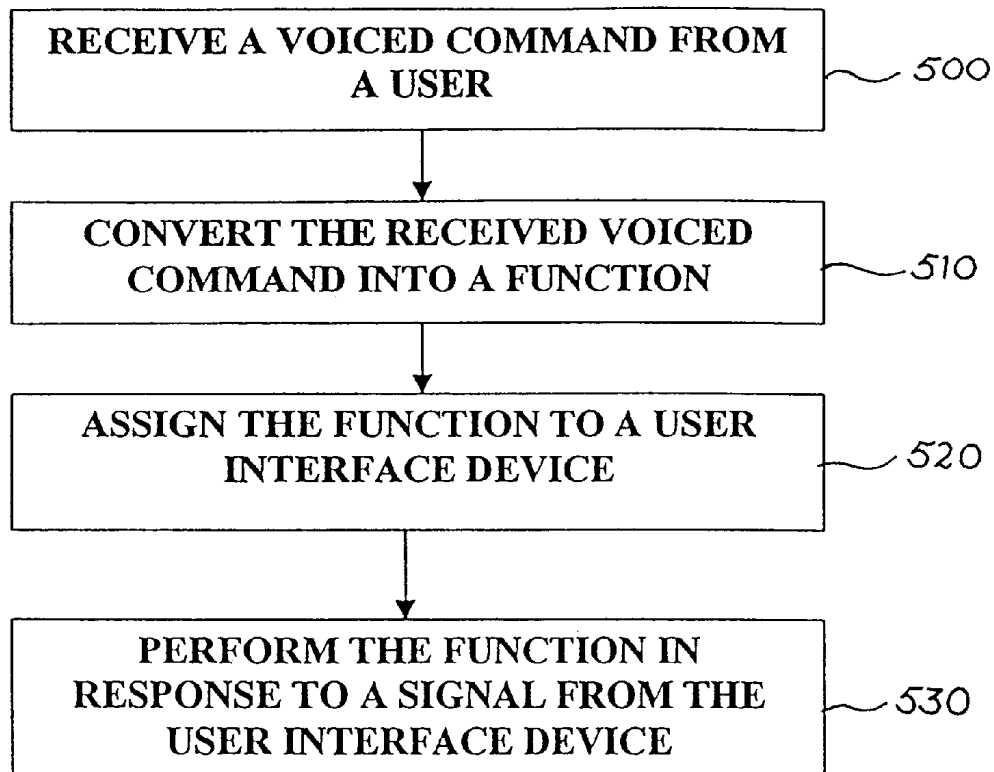 RECEIVE A VOICED COMMAND FROM
A USER
500
CONVERT THE RECEIVED VOICED
COMMAND INTO A FUNCTION
510
ASSIGN THE FUNCTION TO A USER
INTERFACE DEVICE
520
PERFORM THE FUNCTION IN
RESPONSE TO A SIGNAL FROM THE
USER INTERFACE DEVICE
530